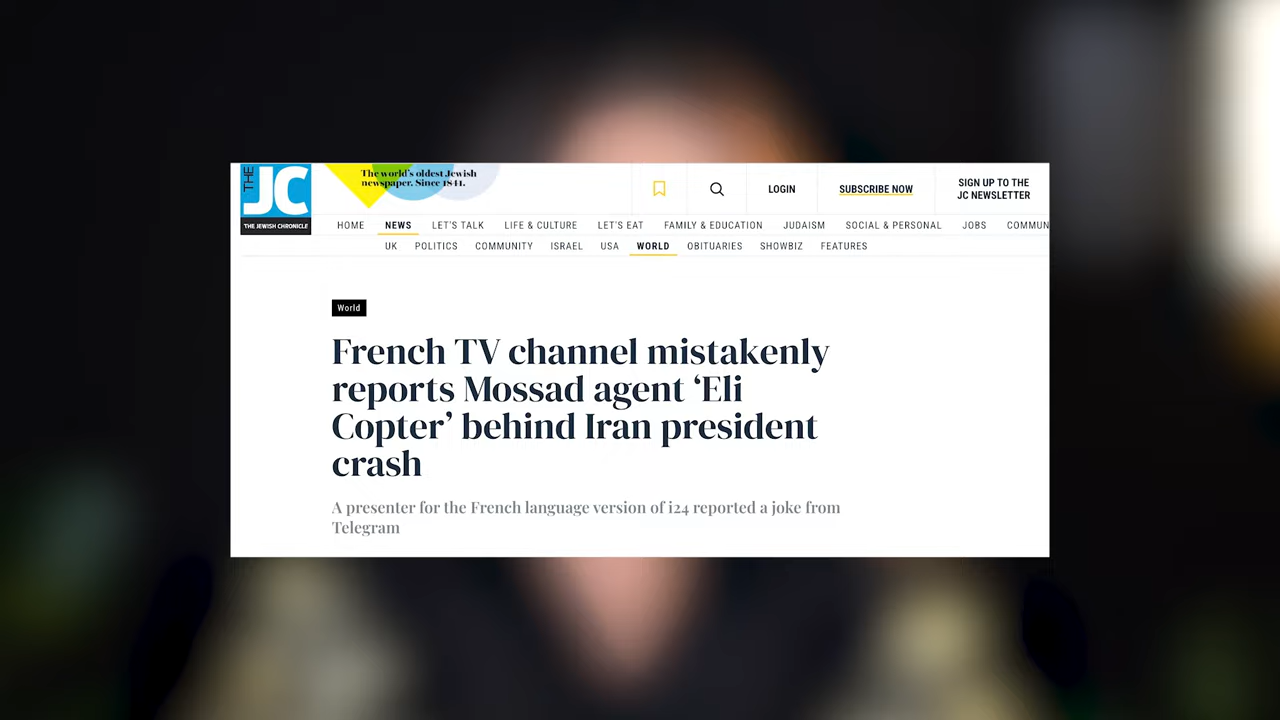 THE
JC
THE JEWISH CHRONICLE
The world's oldest Jewish
newspaper. Since 1841.
LOGIN
SUBSCRIBE NOW
SIGN UP TO THE
JC NEWSLETTER
HOME NEWS LET'S TALK LIFE & CULTURE LET'S EAT FAMILY & EDUCATION JUDAISM SOCIAL & PERSONAL JOBS COMMUN
UK POLITICS COMMUNITY ISRAEL USA WORLD OBITUARIES SHOWBIZ FEATURES
World
French TV channel mistakenly
reports Mossad agent ‘Eli
Copter’ behind Iran president
crash
A presenter for the French language version of i24 reported a joke from
Telegram